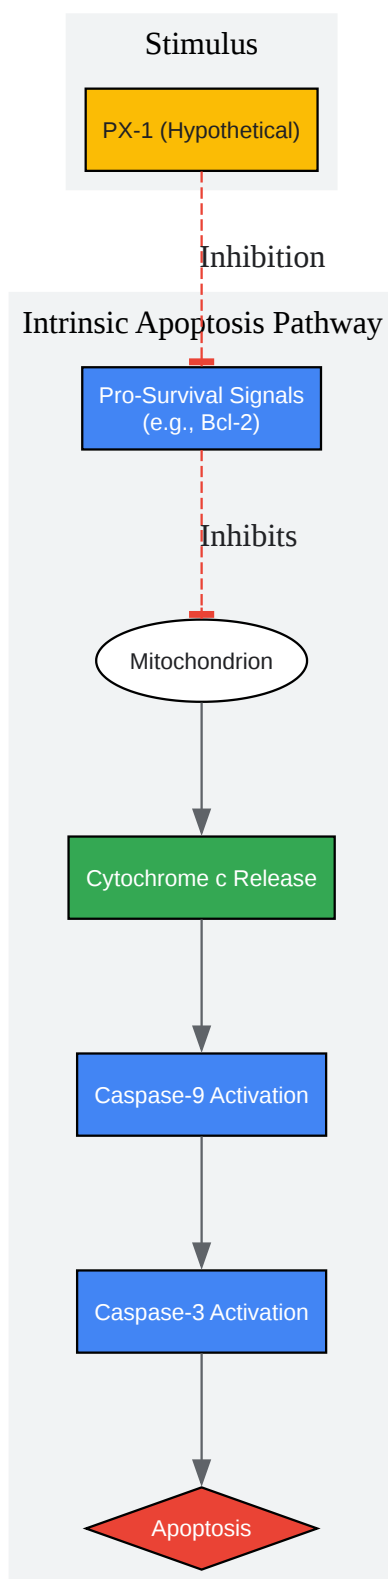 Stimulus
PX-1 (Hypothetical)
Inhibition
Intrinsic Apoptosis Pathway
Pro-Survival Signals
(e.g., Bcl-2)
Inhibits
Mitochondrion
Cytochrome c Release
Caspase-9 Activation
Caspase-3 Activation
Apoptosis